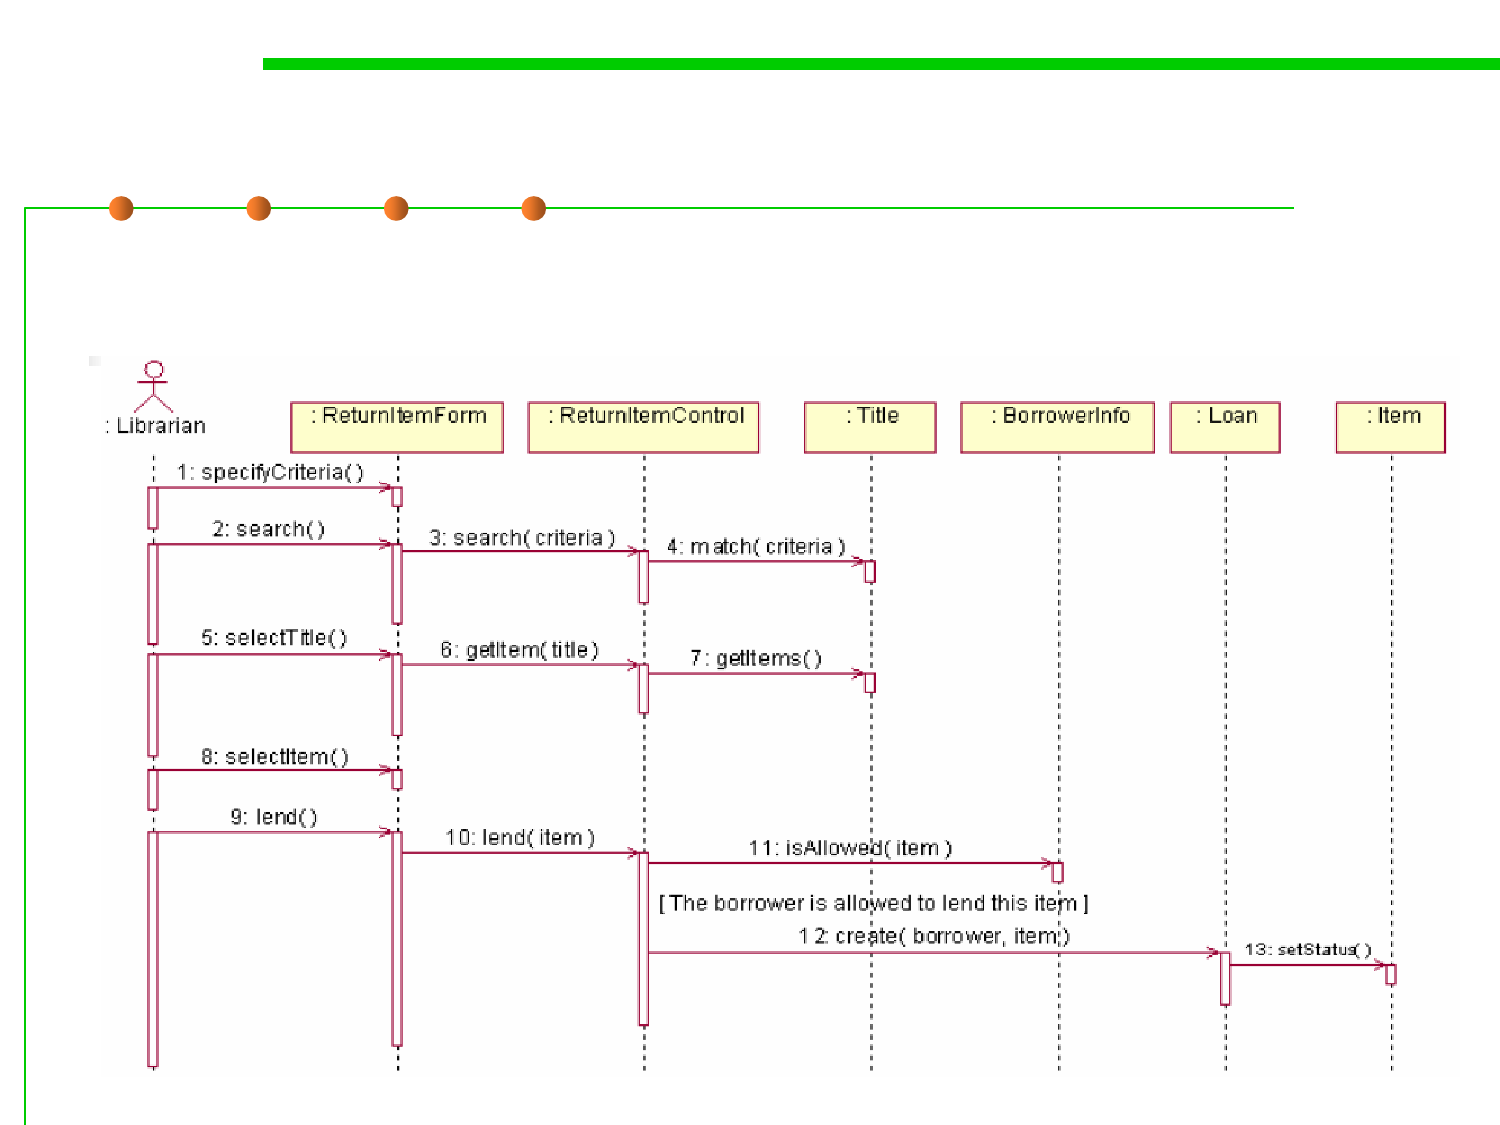 : Librarian
: ReturnItemForm
: ReturnItemControl
: Title
: BorrowerInfo
: Loan
: Item
1: specifyCriteria( )
2: search( )
3: search( criteria )
4: match( criteria )
5: selectTitle( )
6: getItem( title )
7: getItems( )
8: selectItem( )
9: lend( )
10: lend( item )
11: isAllowed( item )
[ The borrower is allowed to lend this item ]
12: create( borrower, item )
13: setStatus( )